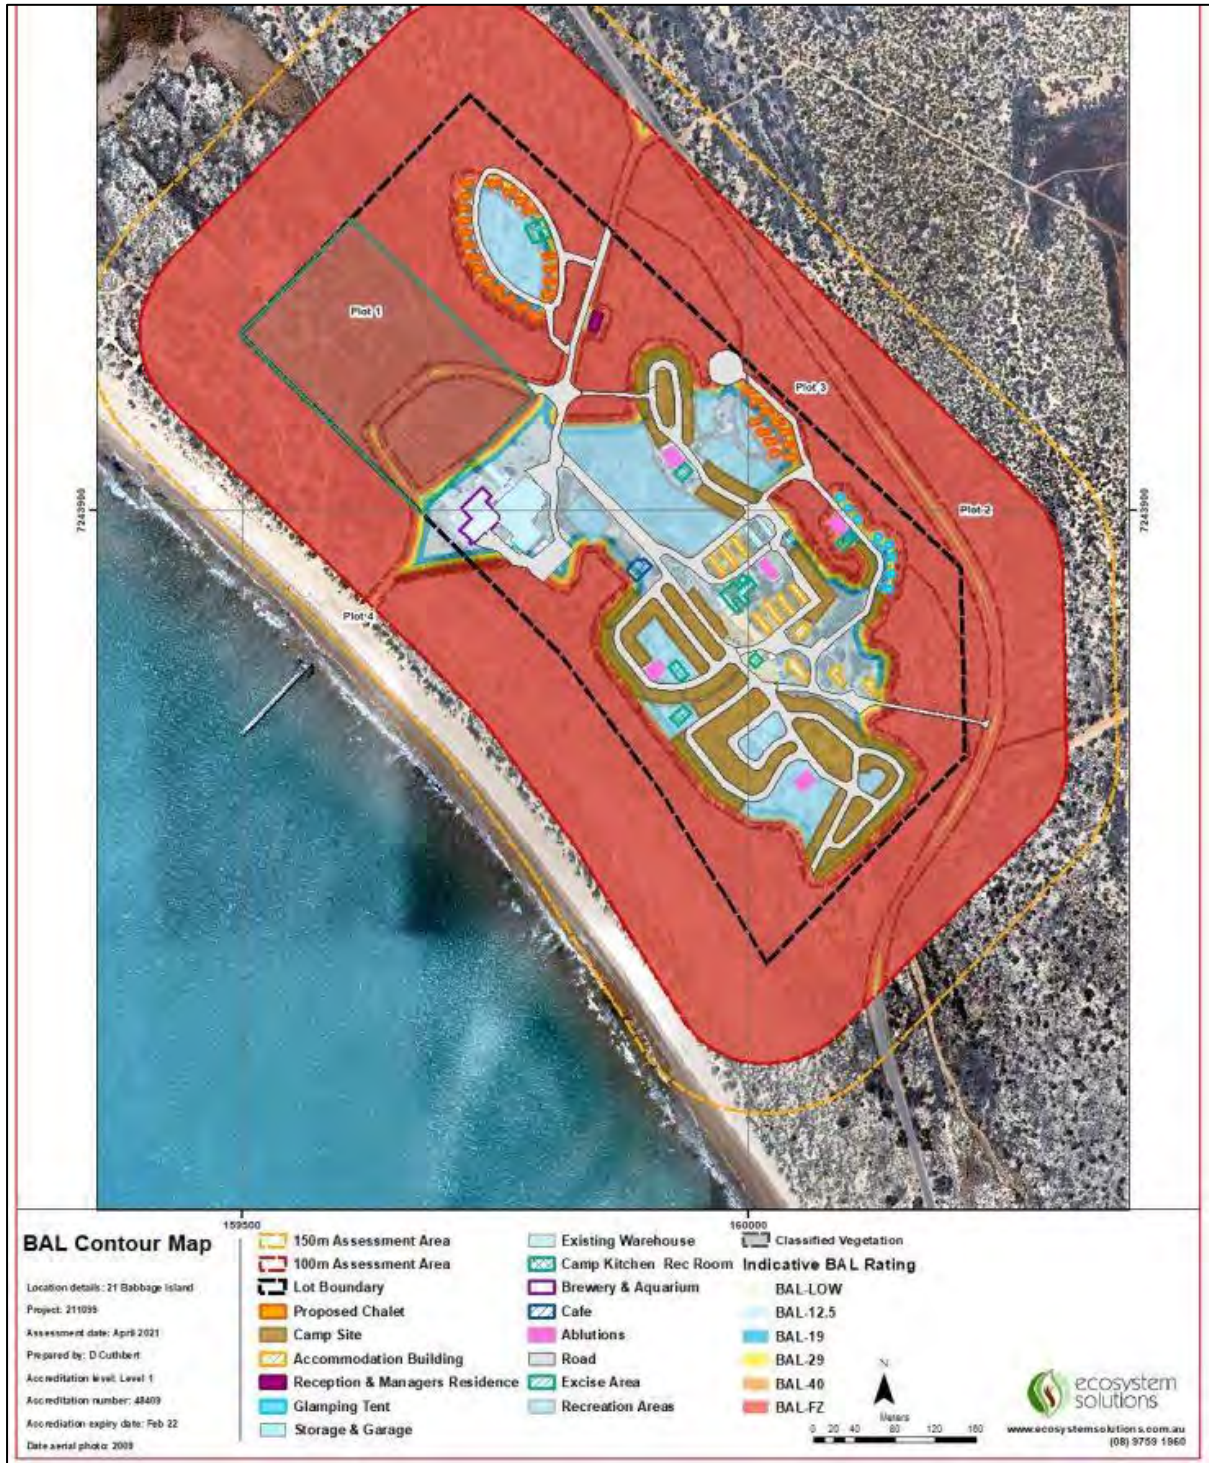 Plot 1
Plot 3
Plot 2
Plot 4
7243900
7243900
159500
160000
BAL Contour Map
Location details: 21 Babbage Island
Project: 211099
Assessment date: April 2021
Prepared by: D Cuthbert
Accreditation level: Level 1
Accreditation number: 48409
Accrediation expiry date: Feb 22
Date aerial photo: 2009
150m Assessment Area
100m Assessment Area
Lot Boundary
Proposed Chalet
Camp Site
Accommodation Building
Reception & Managers Residence
Glamping Tent
Storage & Garage
Existing Warehouse
Camp Kitchen Rec Room
Brewery & Aquarium
Cafe
Ablutions
Road
Excise Area
Recreation Areas
Classified Vegetation
Indicative BAL Rating
BAL-LOW
BAL-12.5
BAL-19
BAL-29
BAL-40
BAL-FZ
N
Meters
0 20 40 80 120 160
ecosystem
solutions
www.ecosystemsolutions.com.au
(08) 9759 1960